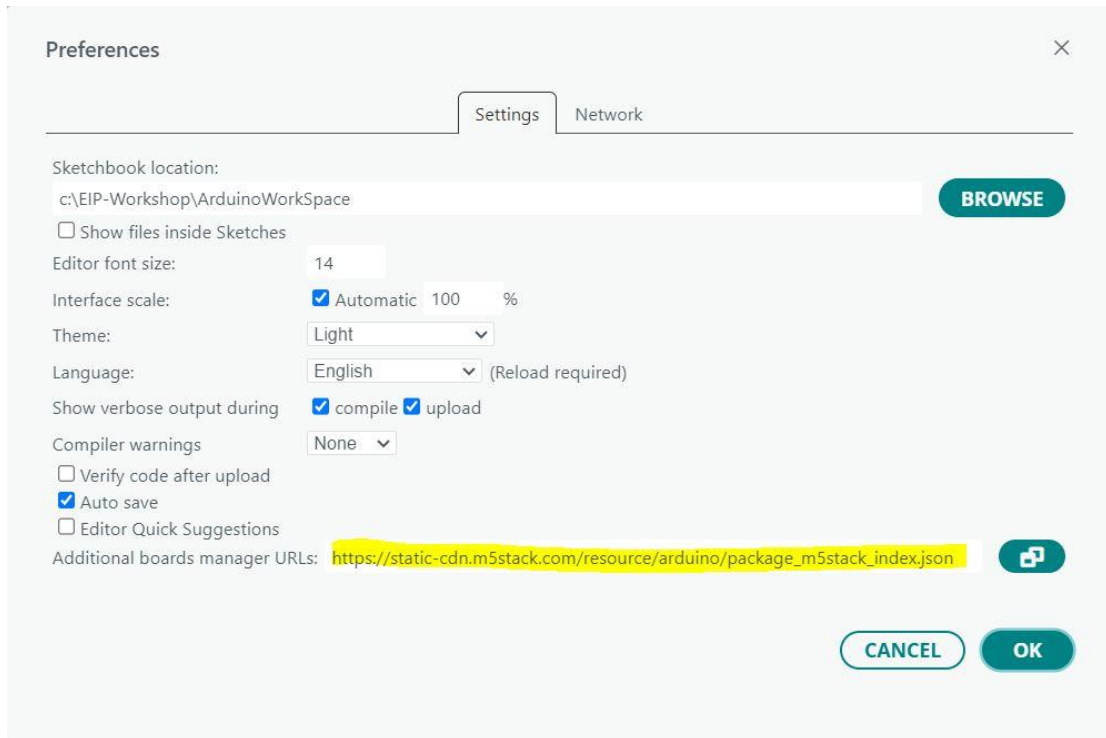 Preferences
Settings Network
Sketchbook location:
c:\EIP-Workshop\ArduinoWorkSpace
BROWSE
Show files inside Sketches
Editor font size: 14
Interface scale: Automatic 100 %
Theme: Light
Language: English (Reload required)
Show verbose output during compile upload
Compiler warnings None
Verify code after upload
Auto save
Editor Quick Suggestions
Additional boards manager URLs: https://static-cdn.m5stack.com/resource/arduino/package_m5stack_index.json
CANCEL OK